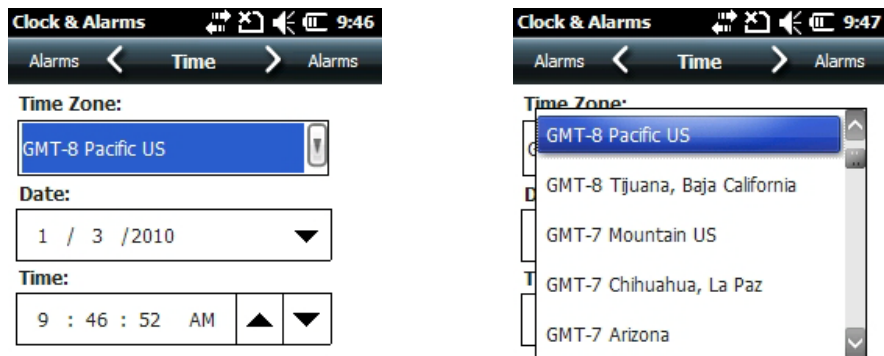 Clock & Alarms 9:46
Alarms Time Alarms
Time Zone:
GMT-8 Pacific US
Date:
1 / 3 /2010
Time:
9 : 46 : 52 AM
Clock & Alarms 9:47
Alarms Time Alarms
Time Zone:
GMT-8 Pacific US
GMT-8 Tijuana, Baja California
GMT-7 Mountain US
GMT-7 Chihuahua, La Paz
GMT-7 Arizona